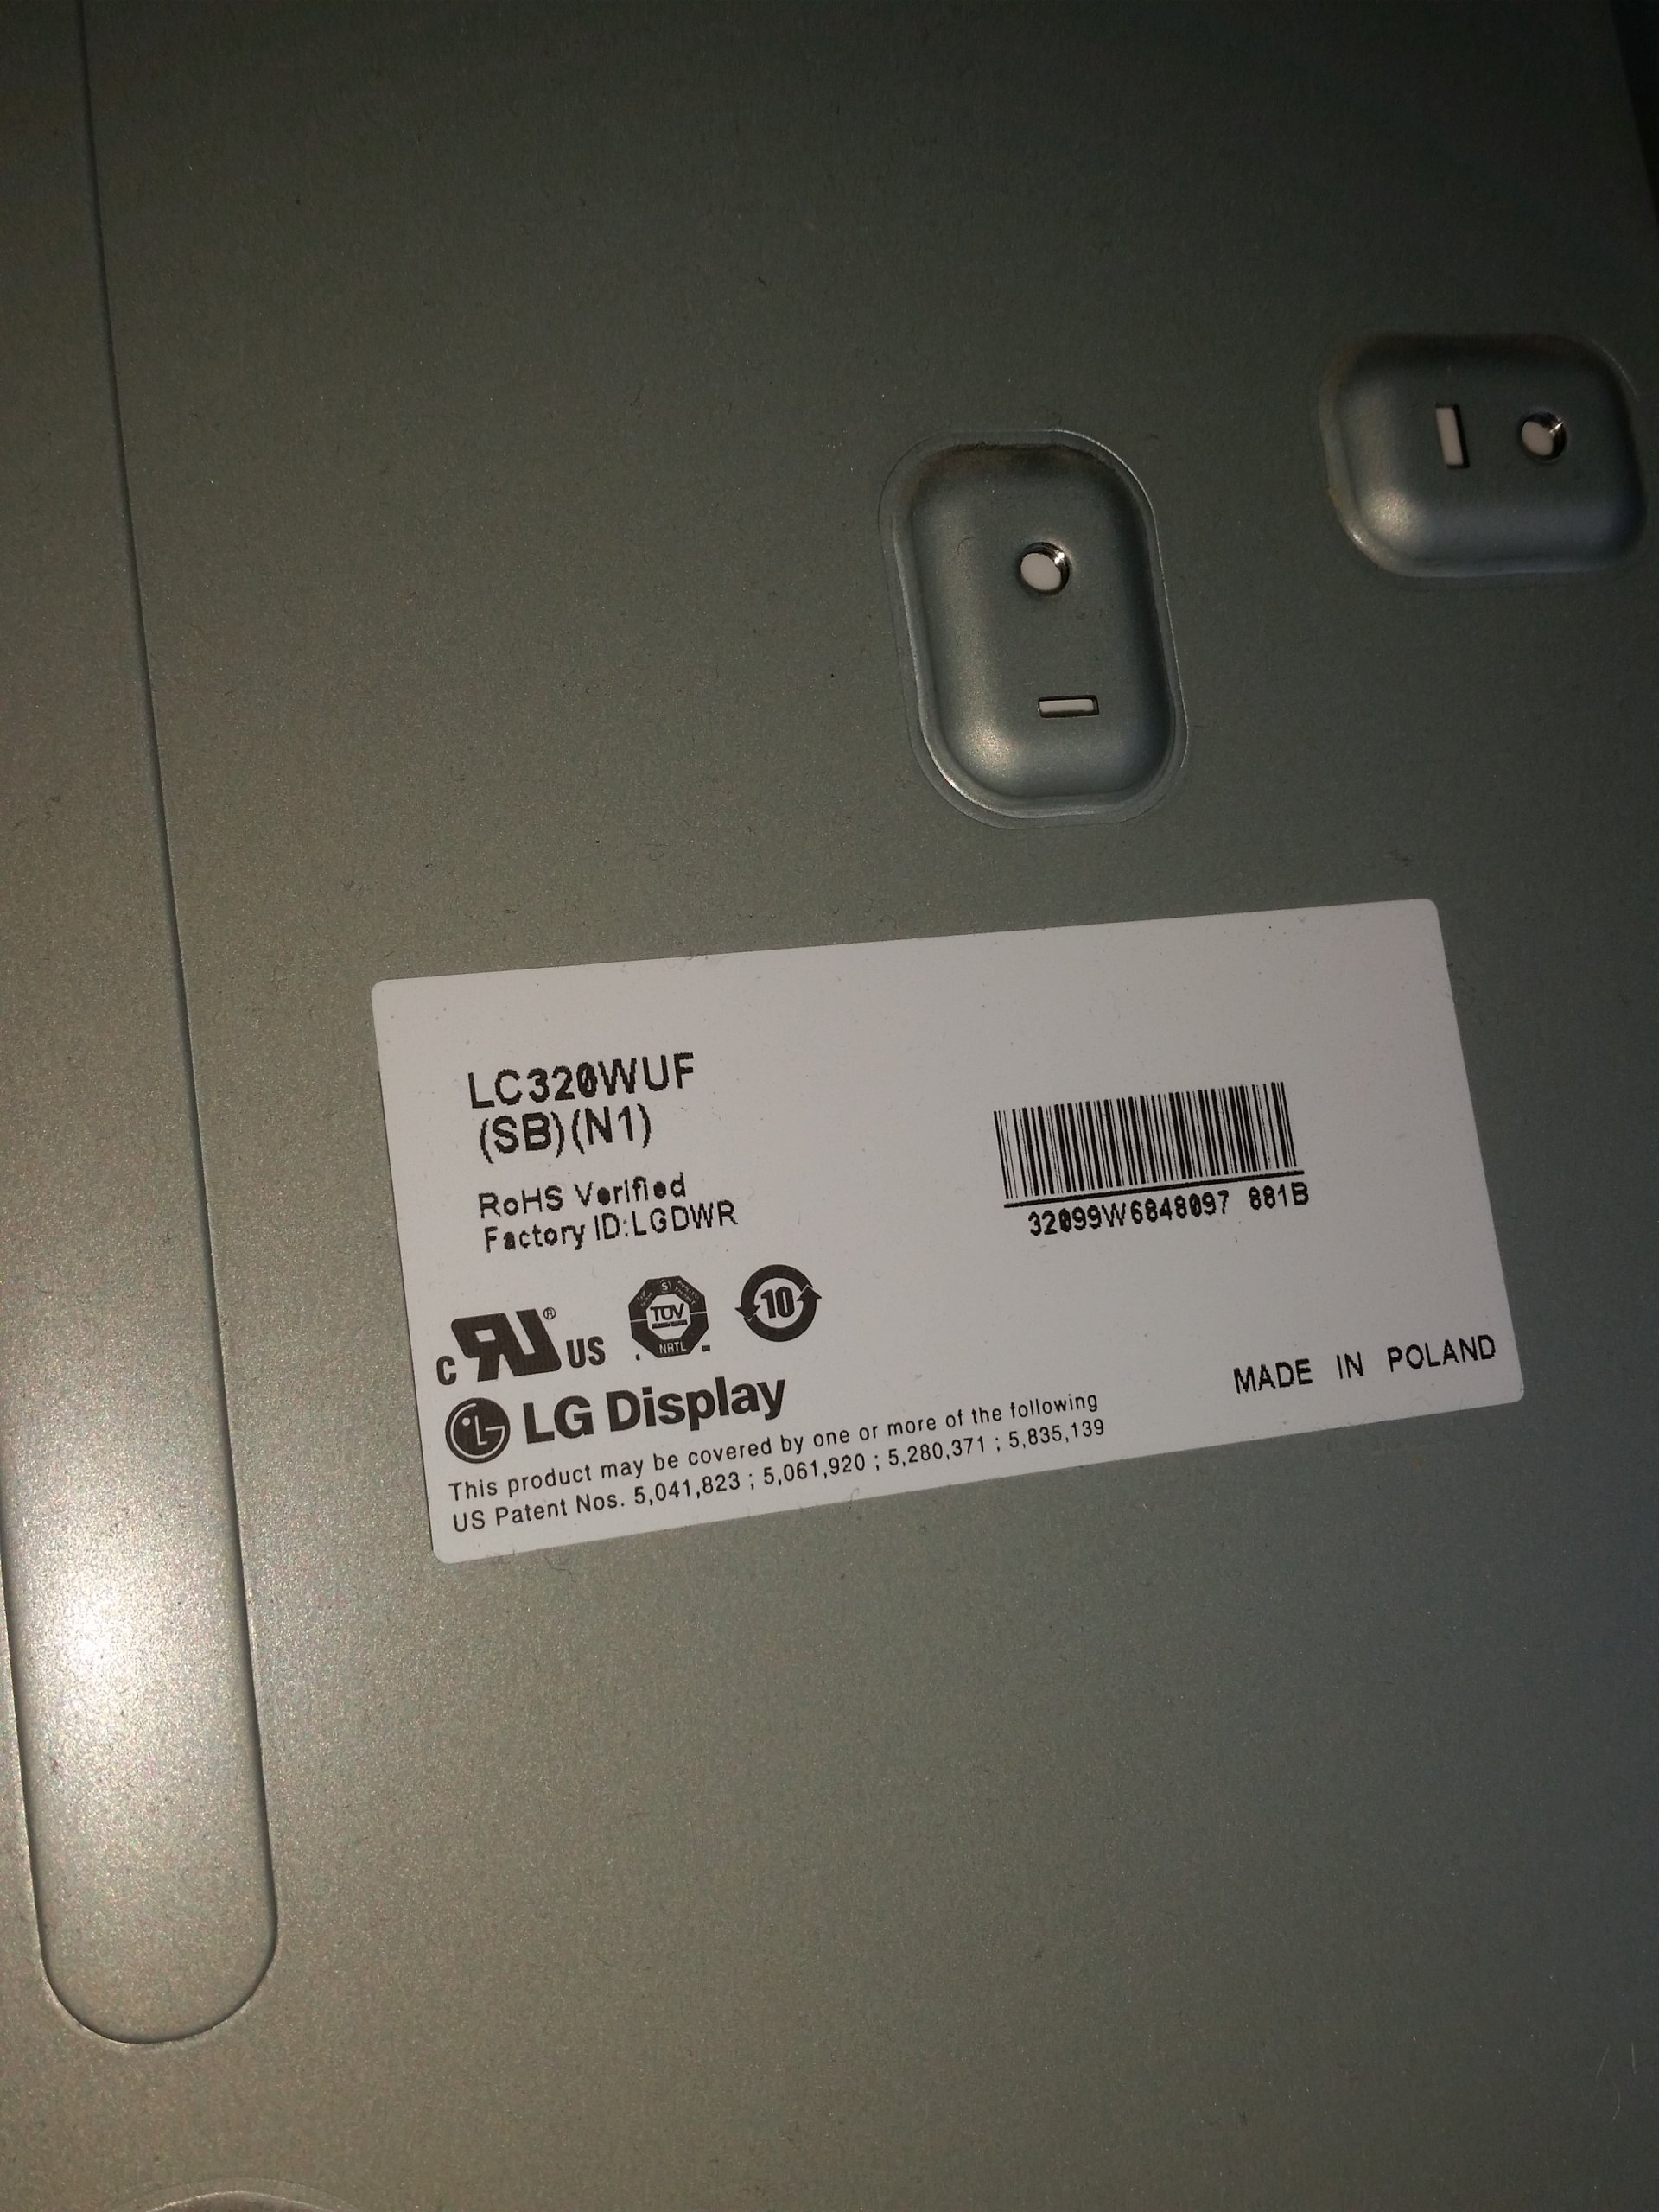 LC320WUF
(SB)(N1)
RoHS Verified
Factory ID:LGDWR
32099W6848097 881B
c RU® US
TÜV
NRTL
10
LG Display
MADE IN POLAND
This product may be covered by one or more of the following
US Patent Nos. 5,041,823 ; 5,061,920 ; 5,280,371 ; 5,835,139